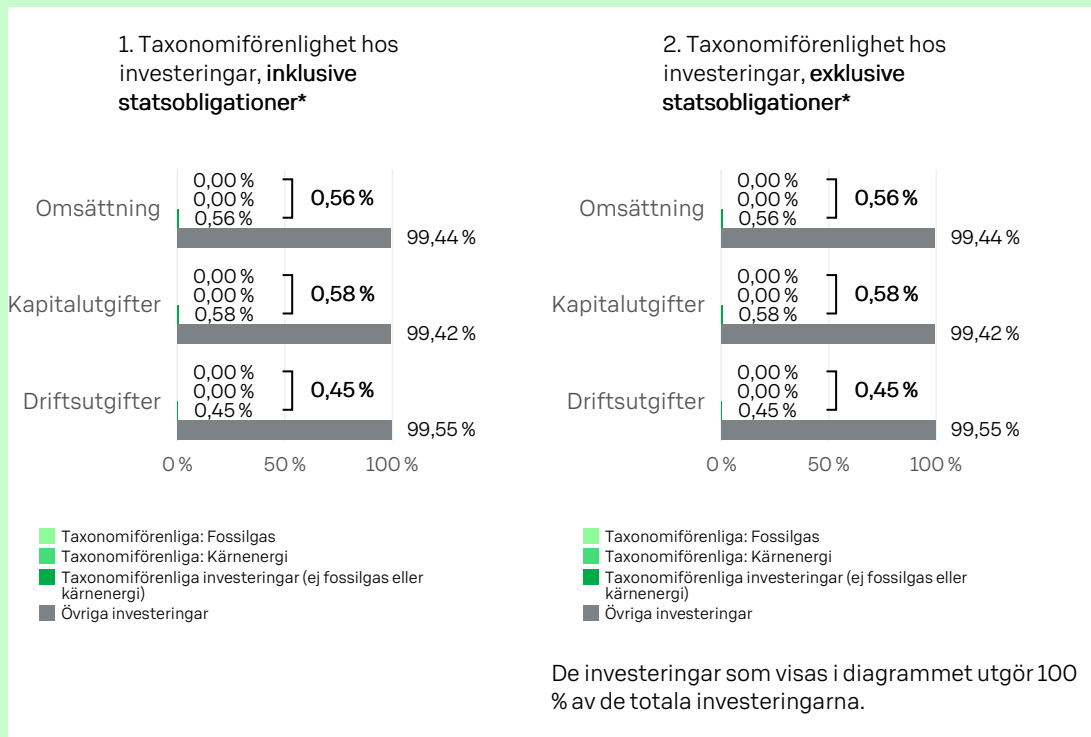 1. Taxonomiförenlighet hos
investeringar, inklusive
statsobligationer*
Omsättning
0,00 %
0,00 %
0,56 %
0,56 %
99,44 %
Kapitalutgifter
0,00 %
0,00 %
0,58 %
0,58 %
99,42 %
Driftsutgifter
0,00 %
0,00 %
0,45 %
0,45 %
99,55 %
0 %
50 %
100 %
Taxonomiförenliga: Fossilgas
Taxonomiförenliga: Kärnenergi
Taxonomiförenliga investeringar (ej fossilgas eller
kärnenergi)
Övriga investeringar
2. Taxonomiförenlighet hos
investeringar, exklusive
statsobligationer*
Omsättning
0,00 %
0,00 %
0,56 %
0,56 %
99,44 %
Kapitalutgifter
0,00 %
0,00 %
0,58 %
0,58 %
99,42 %
Driftsutgifter
0,00 %
0,00 %
0,45 %
0,45 %
99,55 %
0 %
50 %
100 %
Taxonomiförenliga: Fossilgas
Taxonomiförenliga: Kärnenergi
Taxonomiförenliga investeringar (ej fossilgas eller
kärnenergi)
Övriga investeringar
De investeringar som visas i diagrammet utgör 100
% av de totala investeringarna.